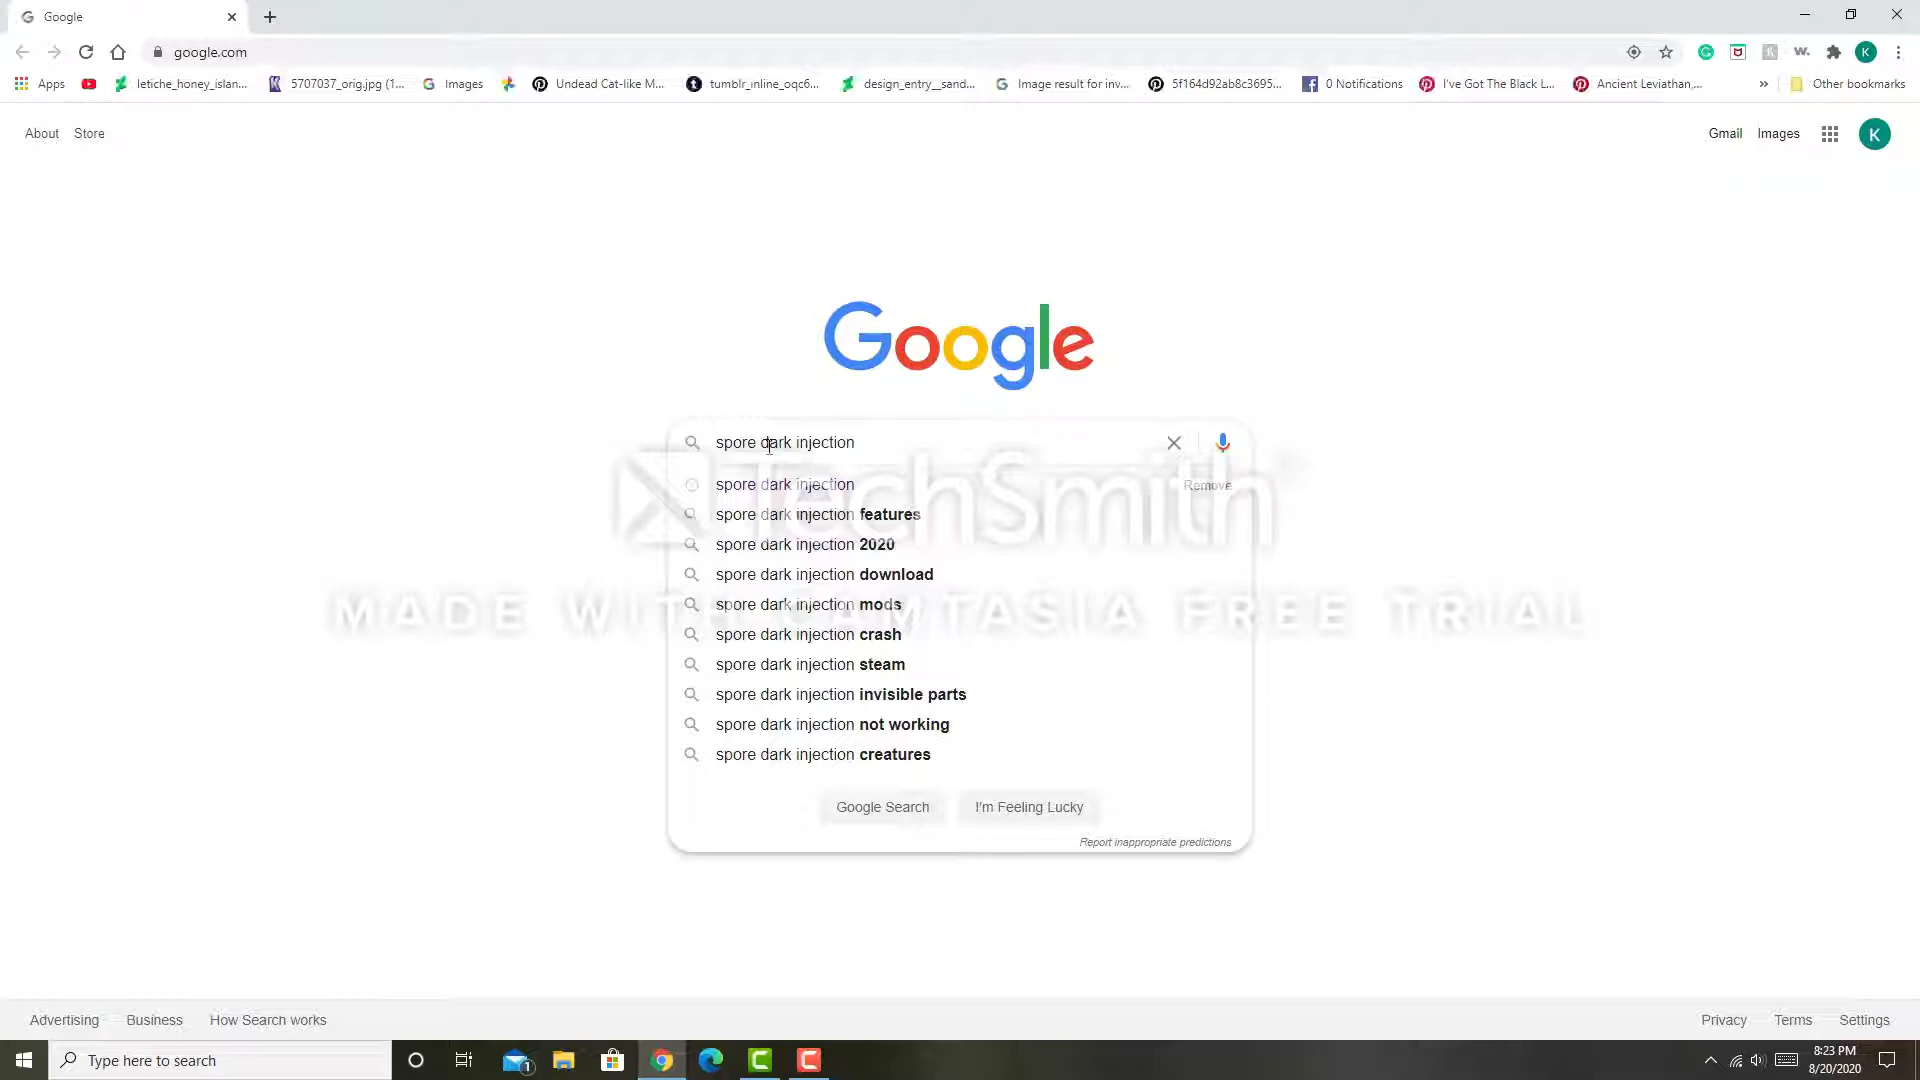 Google
google.com
Apps
letiche_honey_islan...
5707037_orig.jpg (1...
Images
Undead Cat-like M...
tumblr_inline_oqc6...
design_entry__sand...
Image result for inv...
5f164d92ab8c3695...
0 Notifications
I've Got The Black L...
Ancient Leviathan,...
»
Other bookmarks
About
Store
Gmail
Images
K
Google
spore dark injection
spore dark injection
Remove
spore dark injection features
spore dark injection 2020
spore dark injection download
spore dark injection mods
spore dark injection crash
spore dark injection steam
spore dark injection invisible parts
spore dark injection not working
spore dark injection creatures
TechSmith
MADE WITH CAMTASIA FREE TRIAL
Google Search
I'm Feeling Lucky
Report inappropriate predictions
Advertising
Business
How Search works
Privacy
Terms
Settings
Type here to search
1
8:23 PM
8/20/2020